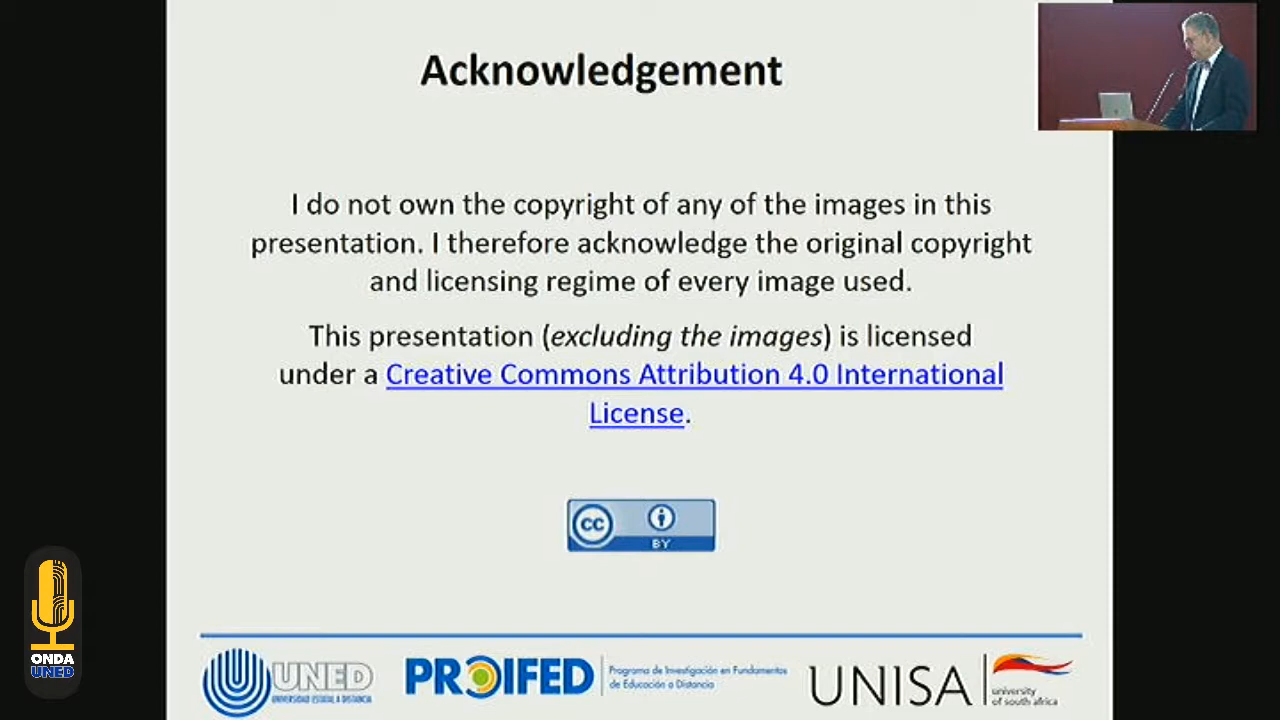 Acknowledgement
I do not own the copyright of any of the images in this
presentation. I therefore acknowledge the original copyright
and licensing regime of every image used.
This presentation (excluding the images) is licensed
under a Creative Commons Attribution 4.0 International
License.
cc
BY
ONDA
UNED
UNED
UNIVERSIDAD ESTATAL A DISTANCIA
PROIFED
Programa de Investigación en Fundamentos
de Educación a Distancia
UNISA
university
of south africa